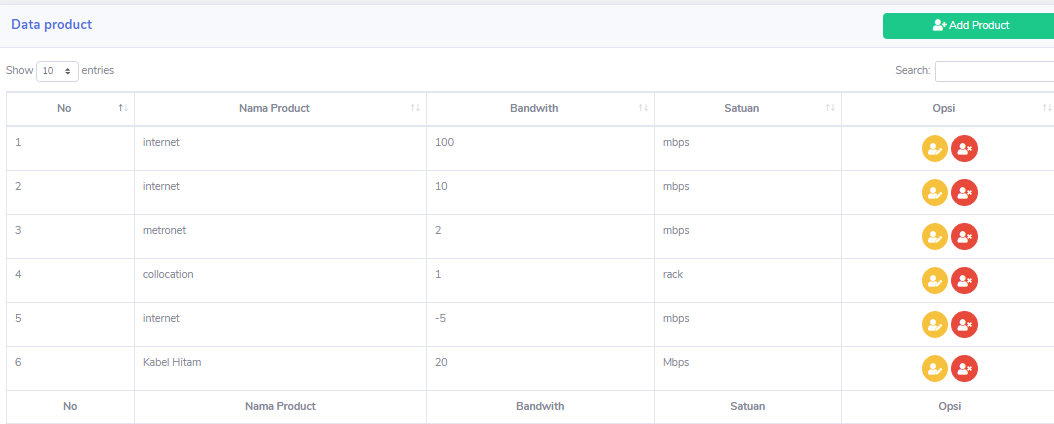 Data product
Add Product
Show 10 entries
Search:
No Nama Product Bandwith Satuan Opsi
1 internet 100 mbps
2 internet 10 mbps
3 metronet 2 mbps
4 collocation 1 rack
5 internet -5 mbps
6 Kabel Hitam 20 Mbps
No Nama Product Bandwith Satuan Opsi